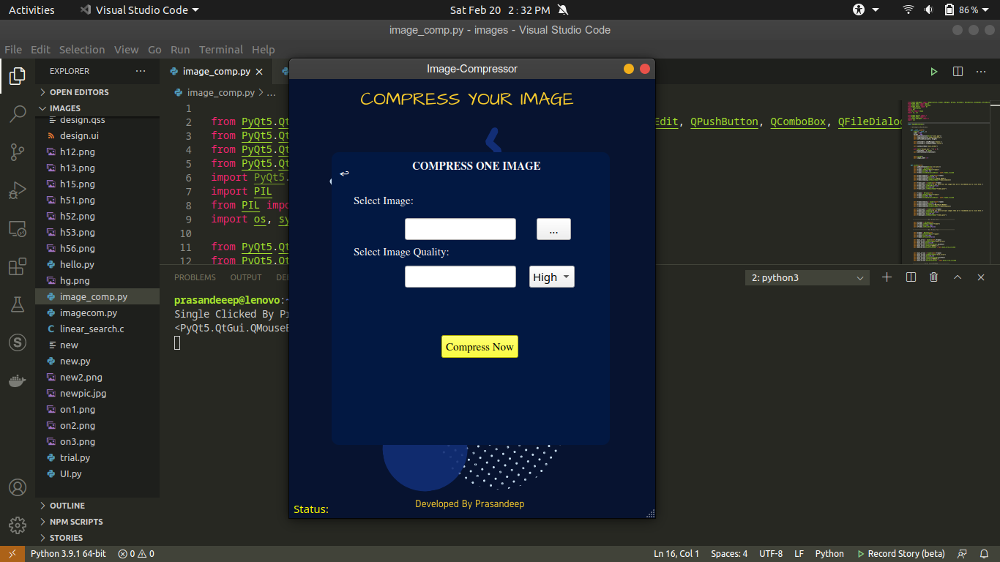 Activities Visual Studio Code Sat Feb 20 2:32 PM 86%
image_comp.py - images - Visual Studio Code
File Edit Selection View Go Run Terminal Help
EXPLORER
OPEN EDITORS
IMAGES
design.qss
design.ui
h12.png
h13.png
h15.png
h51.png
h52.png
h53.png
h56.png
hello.py
hg.png
image_comp.py
imagecom.py
linear_search.c
new
new.py
new2.png
newpic.jpg
on1.png
on2.png
on3.png
trial.py
UI.py
OUTLINE
NPM SCRIPTS
STORIES
image_comp.py
image_comp.py > ...
1
2 from PyQt5.Qt Edit, QPushButton, QComboBox, QFileDialo
3 from PyQt5.Qt
4 from PyQt5.Qt
5 from PyQt5.Qt
6 import PyQt5.
7 import PIL
8 from PIL impo
9 import os, sy
10
11 from PyQt5.Qt
12 from PyQt5.Qt
PROBLEMS OUTPUT DE 2: python3
prasandeeep@lenovo:~
Single Clicked By Pr
<PyQt5.QtGui.QMouseE
Image-Compressor
COMPRESS YOUR IMAGE
COMPRESS ONE IMAGE
Select Image:
...
Select Image Quality:
High
Compress Now
Developed By Prasandeep
Status:
Python 3.9.1 64-bit 0 0 Ln 16, Col 1 Spaces: 4 UTF-8 LF Python Record Story (beta)